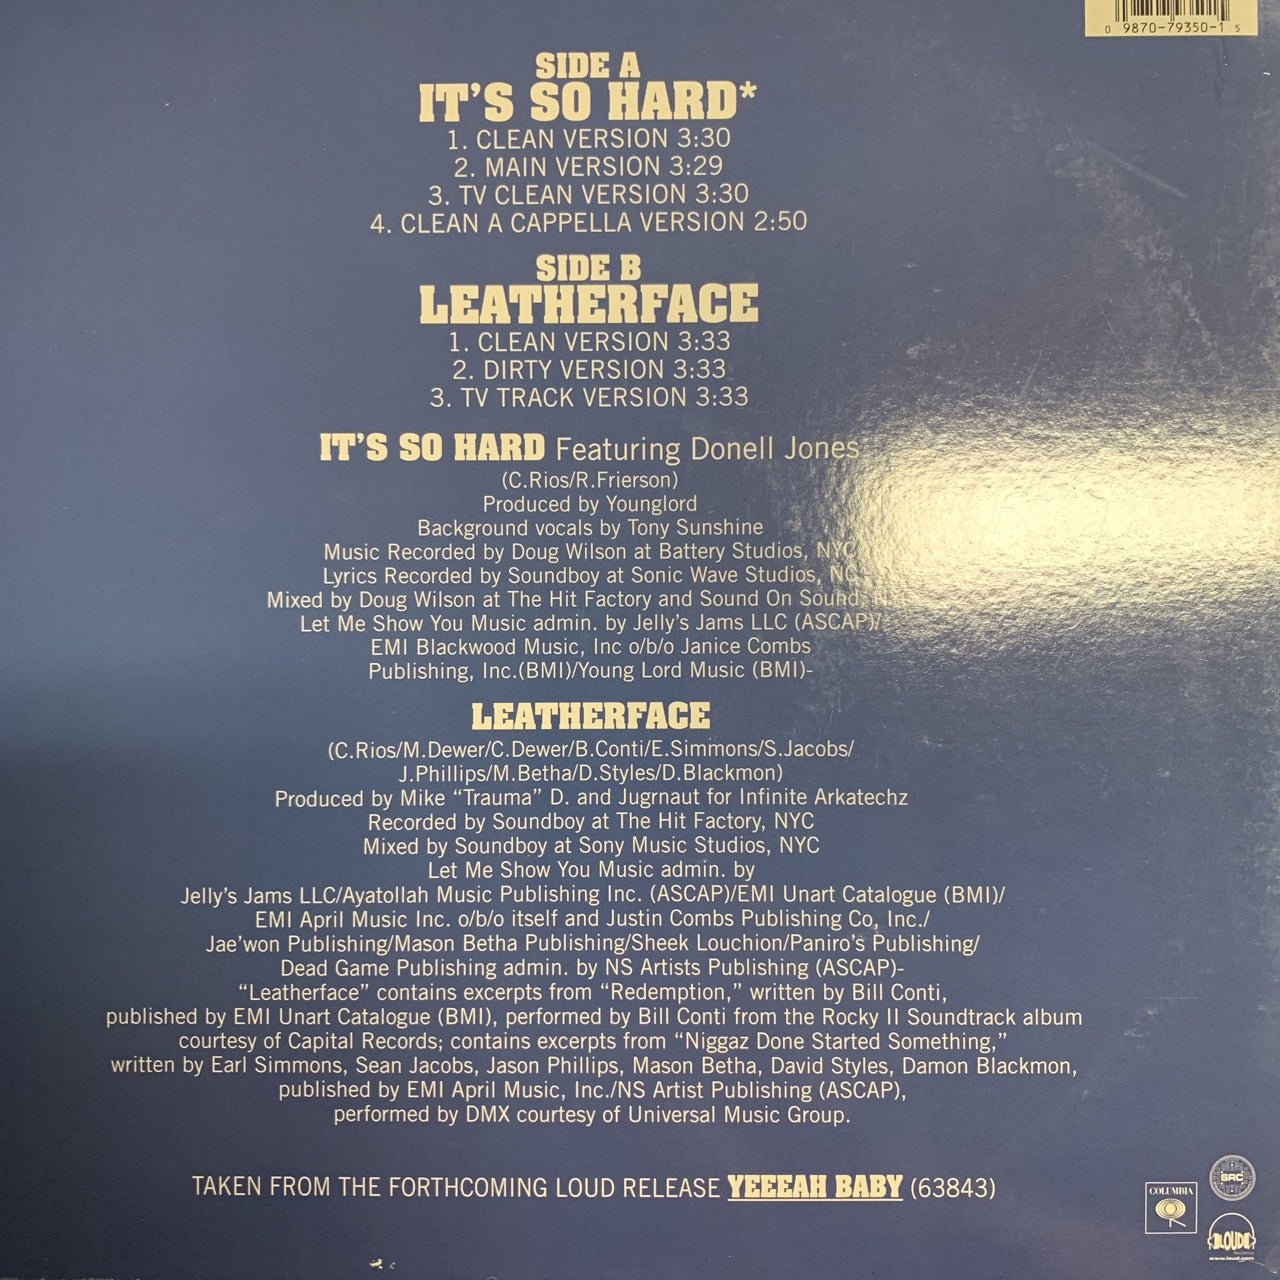 0 9870-79350-1 5
SIDE A
IT'S SO HARD*
1. CLEAN VERSION 3:30
2. MAIN VERSION 3:29
3. TV CLEAN VERSION 3:30
4. CLEAN A CAPPELLA VERSION 2:50
SIDE B
LEATHERFACE
1. CLEAN VERSION 3:33
2. DIRTY VERSION 3:33
3. TV TRACK VERSION 3:33
IT'S SO HARD Featuring Donell Jones
(C.Rios/R.Frierson)
Produced by Younglord
Background vocals by Tony Sunshine
Music Recorded by Doug Wilson at Battery Studios, NYC
Lyrics Recorded by Soundboy at Sonic Wave Studios, NC
Mixed by Doug Wilson at The Hit Factory and Sound On Sound,
Let Me Show You Music admin. by Jelly's Jams LLC (ASCAP)/
EMI Blackwood Music, Inc o/b/o Janice Combs
Publishing, Inc.(BMI)/Young Lord Music (BMI)-
LEATHERFACE
(C.Rios/M.Dewer/C.Dewer/B.Conti/E.Simmons/S.Jacobs/
J.Phillips/M.Betha/D.Styles/D.Blackmon)
Produced by Mike “Trauma” D. and Jugrnaut for Infinite Arkatechz
Recorded by Soundboy at The Hit Factory, NYC
Mixed by Soundboy at Sony Music Studios, NYC
Let Me Show You Music admin. by
Jelly's Jams LLC/Ayatollah Music Publishing Inc. (ASCAP)/EMI Unart Catalogue (BMI)/
EMI April Music Inc. o/b/o itself and Justin Combs Publishing Co, Inc./
Jae'won Publishing/Mason Betha Publishing/Sheek Louchion/Paniro's Publishing/
Dead Game Publishing admin. by NS Artists Publishing (ASCAP)-
“Leatherface” contains excerpts from “Redemption,” written by Bill Conti,
published by EMI Unart Catalogue (BMI), performed by Bill Conti from the Rocky II Soundtrack album
courtesy of Capital Records; contains excerpts from “Niggaz Done Started Something,”
written by Earl Simmons, Sean Jacobs, Jason Phillips, Mason Betha, David Styles, Damon Blackmon,
published by EMI April Music, Inc./NS Artist Publishing (ASCAP),
performed by DMX courtesy of Universal Music Group.
TAKEN FROM THE FORTHCOMING LOUD RELEASE YEEEAH BABY (63843)
COLUMBIA
SRC
LOUD
www.loud.com